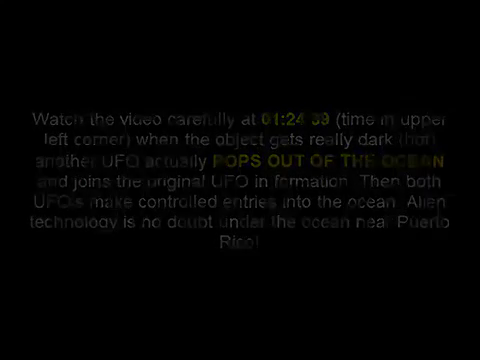 Watch the video carefully at 01:24 39 (time in upper
left corner) when the object gets really dark (hot)
another UFO actually POPS OUT OF THE OCEAN
and joins the original UFO in formation. Then both
UFO's make controlled entries into the ocean. Alien
technology is no doubt under the ocean near Puerto
Rico!